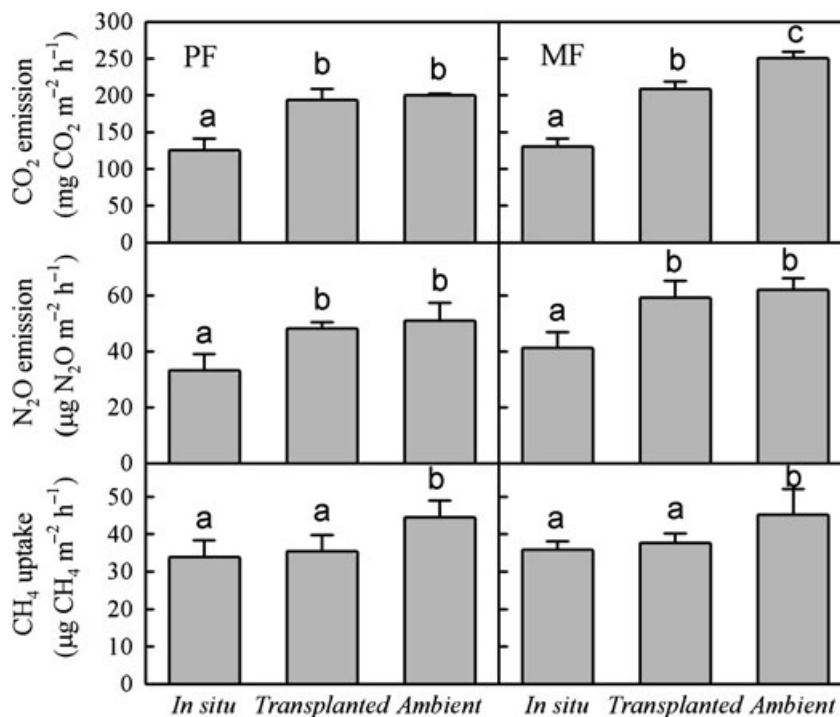 300
250
200
150
100
50
0
CO₂ emission
(mg CO₂ m⁻² h⁻¹)
PF
a
b
b
MF
a
b
c
60
40
20
0
N₂O emission
(µg N₂O m⁻² h⁻¹)
a
b
b
a
b
b
50
40
30
20
10
0
CH₄ uptake
(µg CH₄ m⁻² h⁻¹)
a
a
b
a
a
b
In situ Transplanted Ambient
In situ Transplanted Ambient